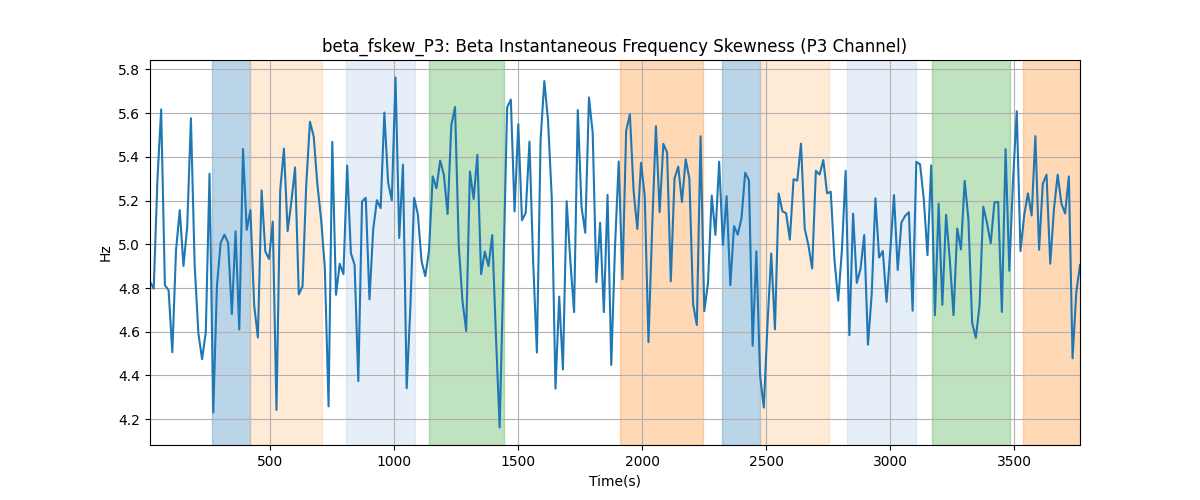 beta_fskew_P3: Beta Instantaneous Frequency Skewness (P3 Channel)
5.8
5.6
5.4
5.2
5.0
4.8
4.6
4.4
4.2
Hz
500 1000 1500 2000 2500 3000 3500
Time(s)